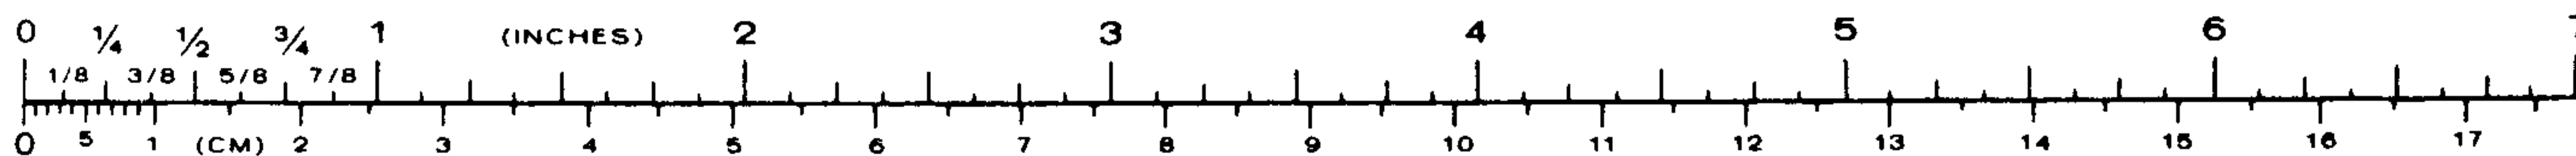 0 ¼ ½ ¾ 1 (INCHES) 2 3 4 5 6
1/8 3/8 5/8 7/8
0 5 1 (CM) 2 3 4 5 6 7 8 9 10 11 12 13 14 15 16 17